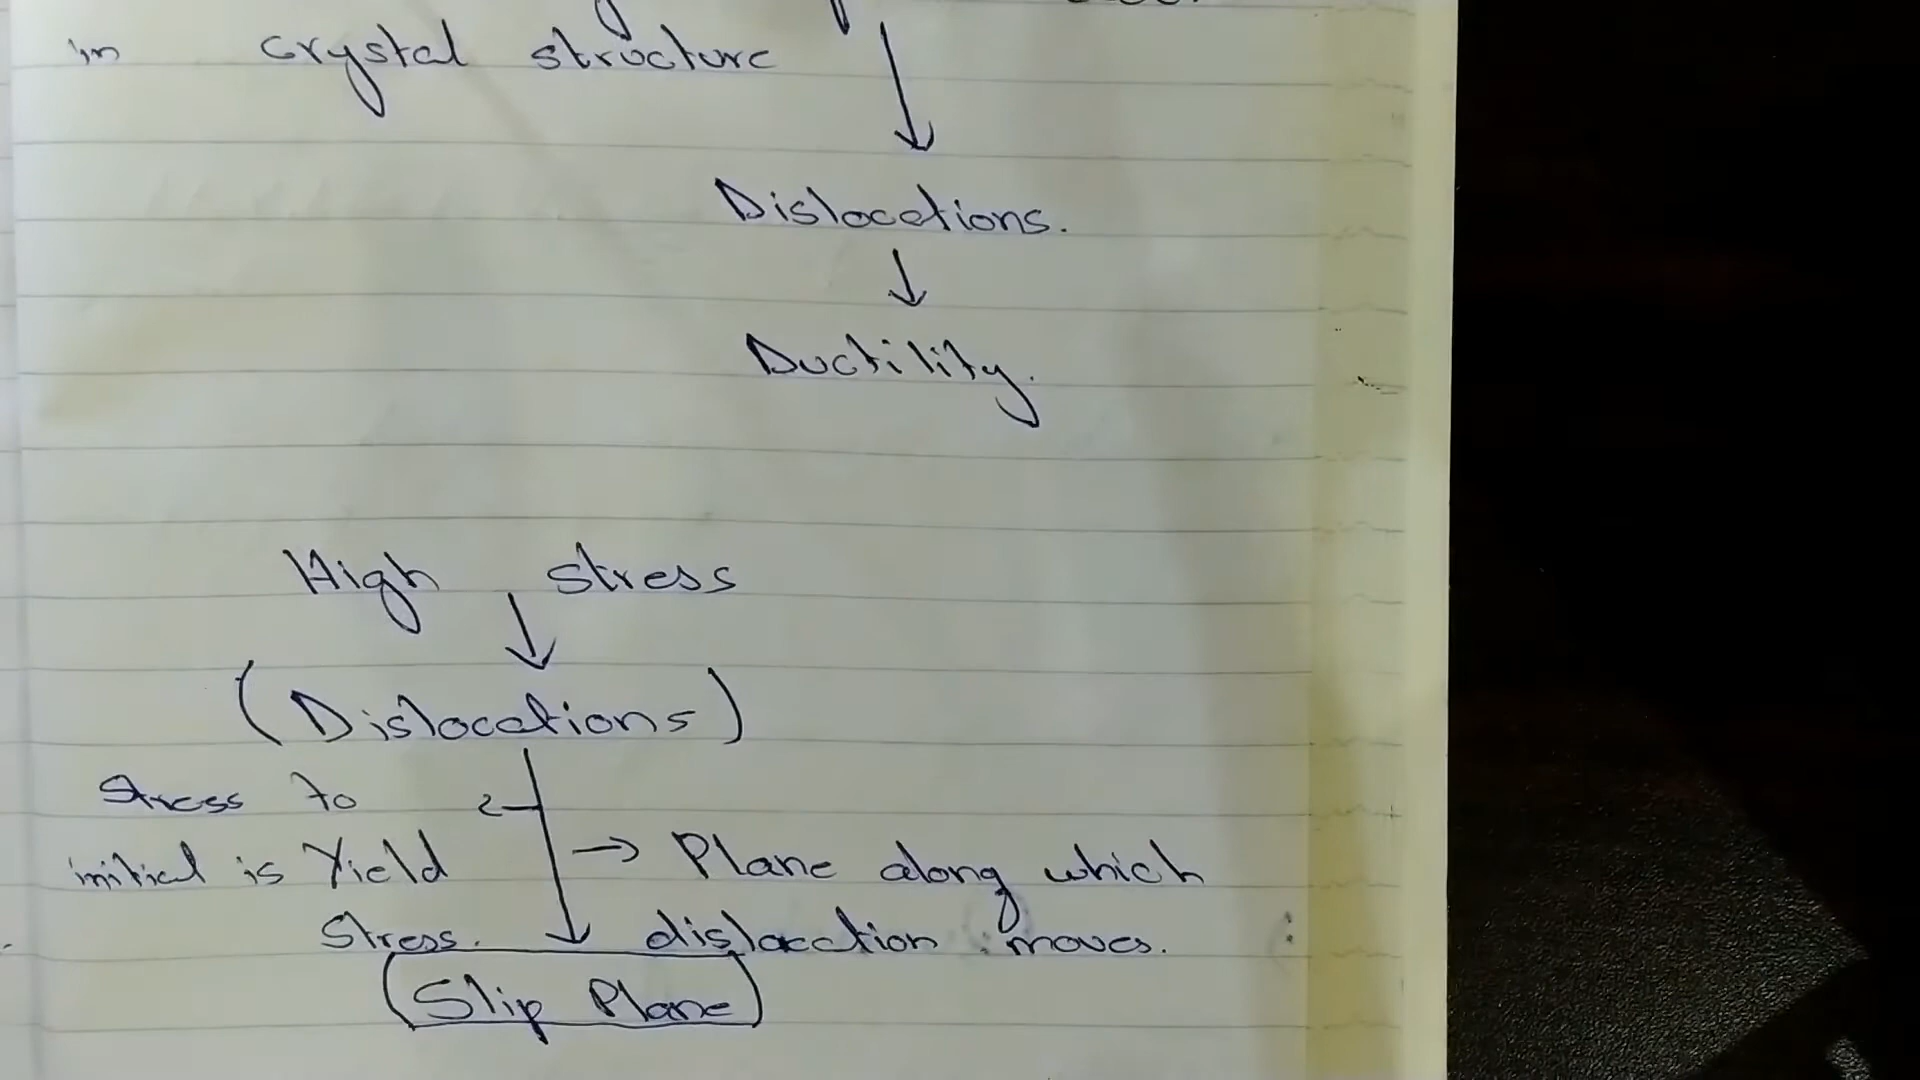 in crystal structure
Dislocations.
Ductility.
High stress
(Dislocations)
Stress to
initial is Yield
Stress.
→ Plane along which
dislocation moves.
(Slip Plane)